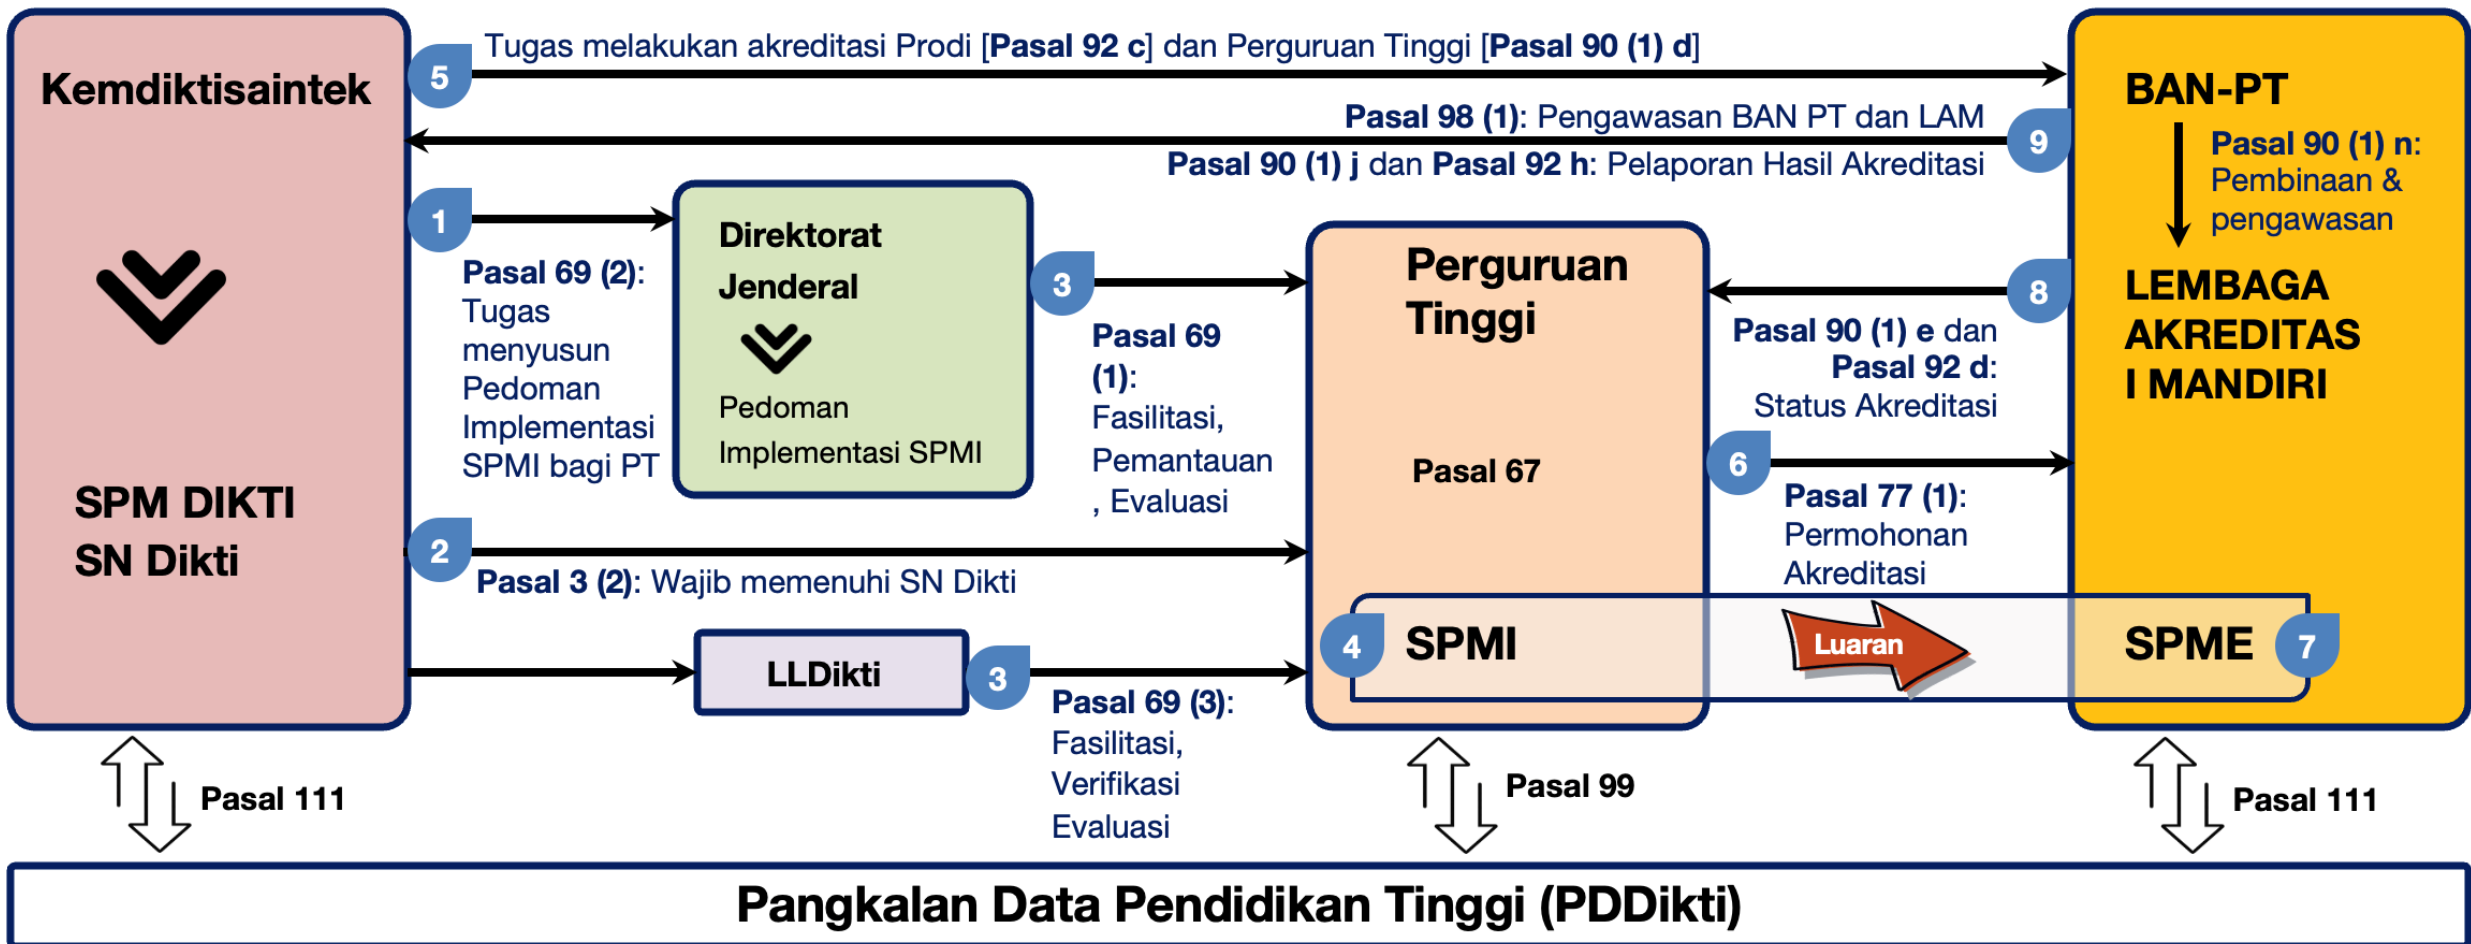 Kemdiktisaintek
SPM DIKTI
SN Dikti
5
Tugas melakukan akreditasi Prodi [Pasal 92 c] dan Perguruan Tinggi [Pasal 90 (1) d]
Pasal 98 (1): Pengawasan BAN PT dan LAM
9
Pasal 90 (1) j dan Pasal 92 h: Pelaporan Hasil Akreditasi
1
Pasal 69 (2):
Tugas
menyusun
Pedoman
Implementasi
SPMI bagi PT
Direktorat
Jenderal
Pedoman
Implementasi SPMI
3
Pasal 69
(1):
Fasilitasi,
Pemantauan
, Evaluasi
2
Pasal 3 (2): Wajib memenuhi SN Dikti
LLDikti
3
Pasal 69 (3):
Fasilitasi,
Verifikasi
Evaluasi
Perguruan
Tinggi
Pasal 67
4
SPMI
Luaran
SPME
7
8
Pasal 90 (1) e dan
Pasal 92 d:
Status Akreditasi
6
Pasal 77 (1):
Permohonan
Akreditasi
BAN-PT
Pasal 90 (1) n:
Pembinaan &
pengawasan
LEMBAGA
AKREDITAS
I MANDIRI
Pasal 111
Pasal 99
Pasal 111
Pangkalan Data Pendidikan Tinggi (PDDikti)